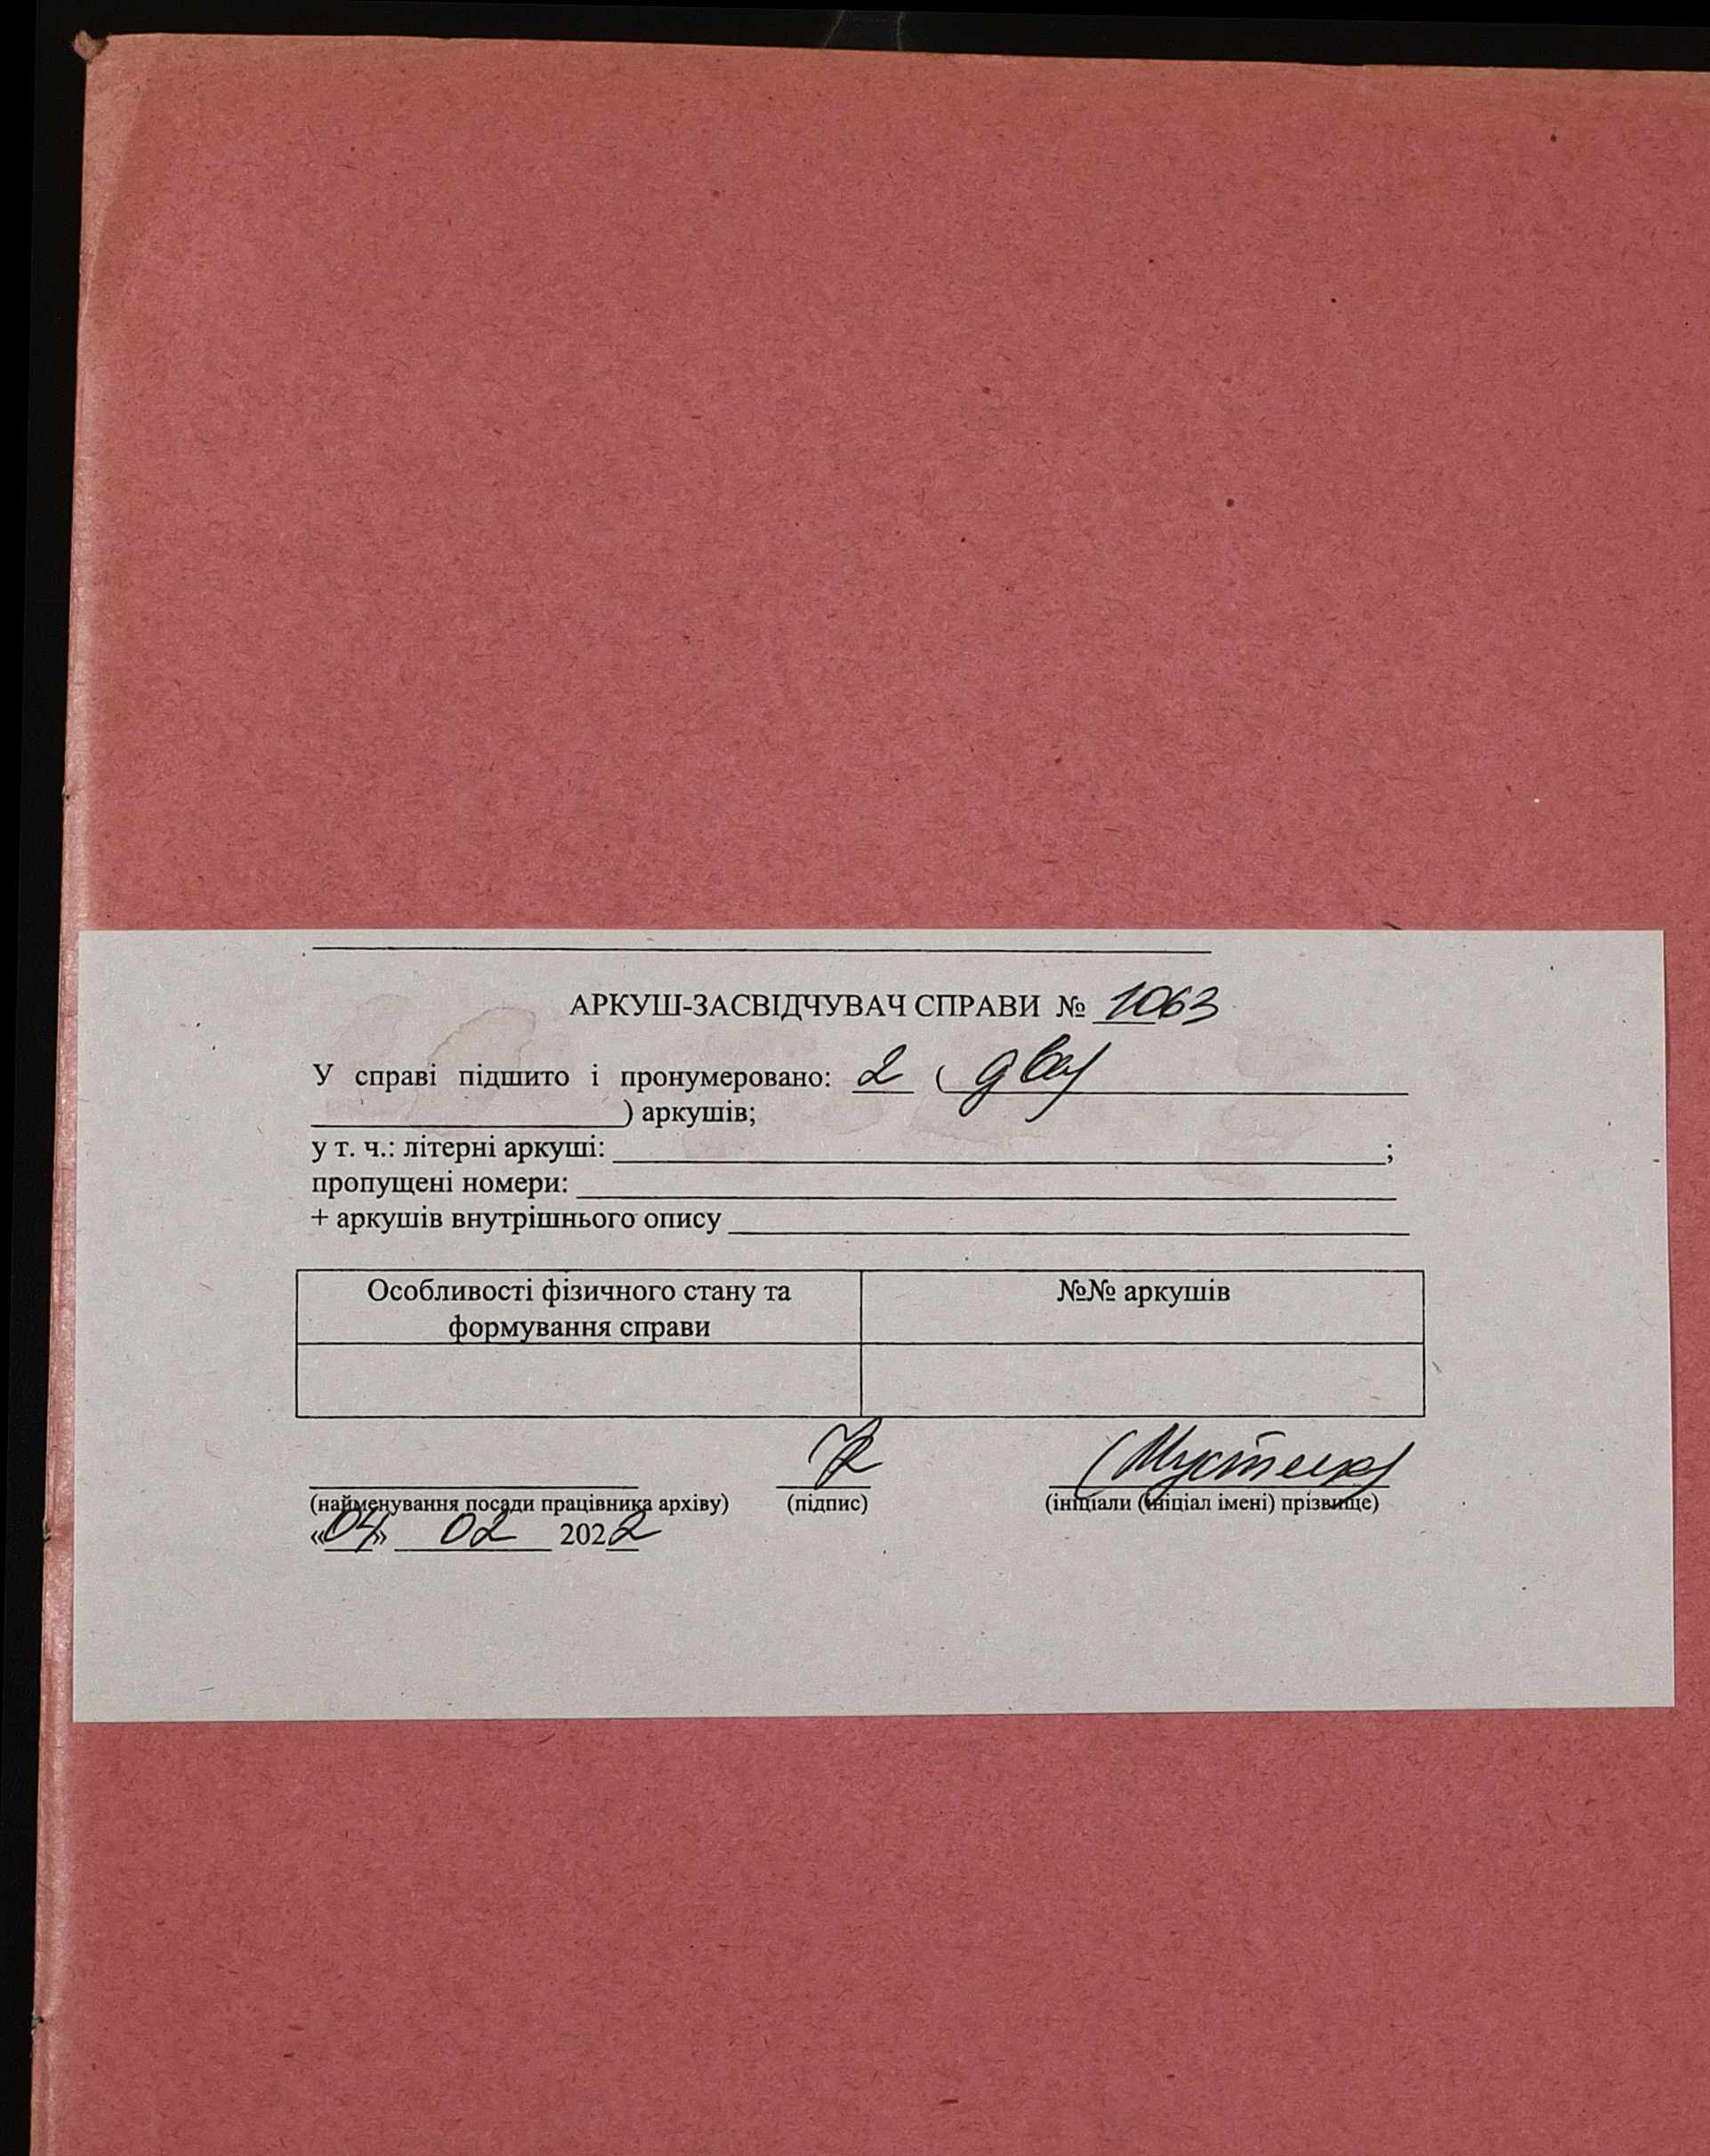 АРКУШ-ЗАСВІДЧУВАЧ СПРАВИ № 1063
У справі підшито і пронумеровано: 2 ( два
) аркушів;
у т. ч.: літерні аркуші: ;
пропущені номери:
+ аркушів внутрішнього опису
Особливості фізичного стану та формування справи
№№ аркушів
(найменування посади працівника архіву) (підпис) (ініціали (ініціал імені) прізвище)
«04» 02 2022